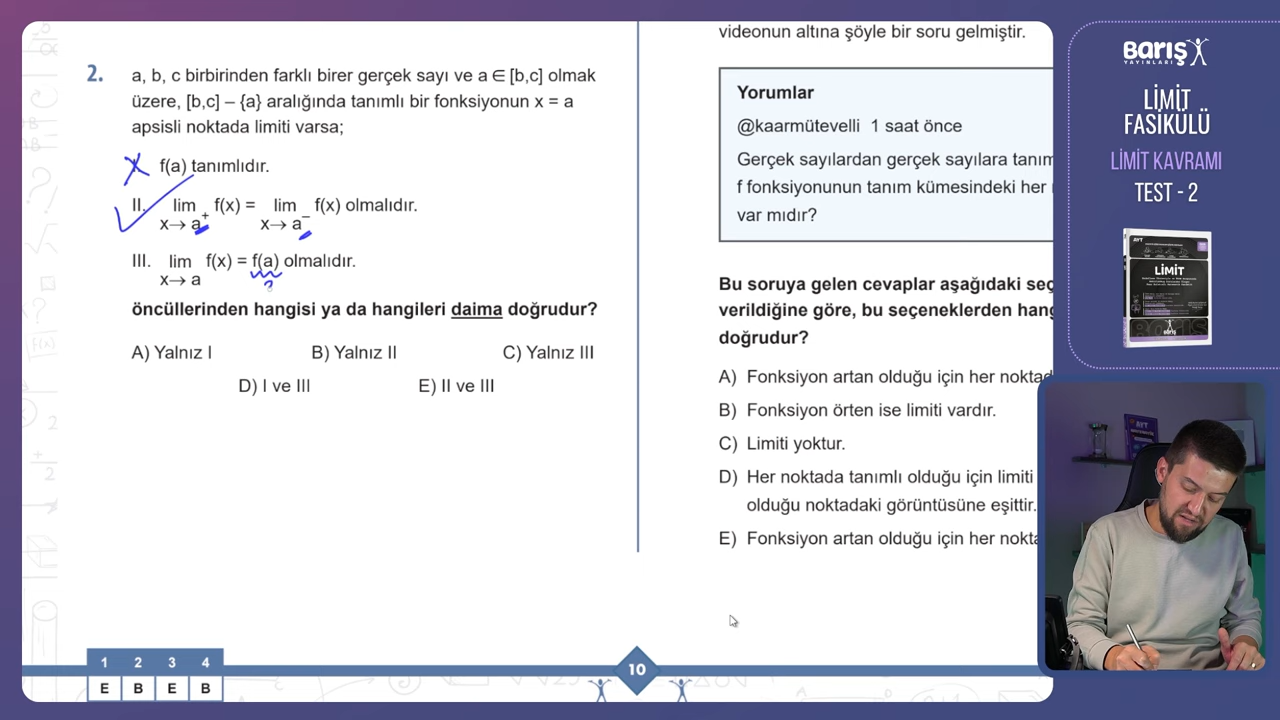 2. a, b, c birbirinden farklı birer gerçek sayı ve a ∈ [b,c] olmak
üzere, [b,c] – {a} aralığında tanımlı bir fonksiyonun x = a
apsisli noktada limiti varsa;
f(a) tanımlıdır.
II. lim f(x) = lim f(x) olmalıdır.
x→ a+ x→ a–
III. lim f(x) = f(a) olmalıdır.
x→ a
?
öncüllerinden hangisi ya da hangileri daima doğrudur?
A) Yalnız I B) Yalnız II C) Yalnız III
D) I ve III E) II ve III
1 2 3 4
E B E B
10
videonun altına şöyle bir soru gelmiştir.
Yorumlar
@kaarmütevelli 1 saat önce
Gerçek sayılardan gerçek sayılara tanım
f fonksiyonunun tanım kümesindeki her
var mıdır?
Bu soruya gelen cevaplar aşağıdaki seç
verildiğine göre, bu seçeneklerden hang
doğrudur?
A) Fonksiyon artan olduğu için her noktad
B) Fonksiyon örten ise limiti vardır.
C) Limiti yoktur.
D) Her noktada tanımlı olduğu için limiti
olduğu noktadaki görüntüsüne eşittir.
E) Fonksiyon artan olduğu için her nokta
BARIŞ
YAYINLARI
LİMİT
FASİKÜLÜ
LİMİT KAVRAMI
TEST - 2
AYT
LİMİT
BARIŞ